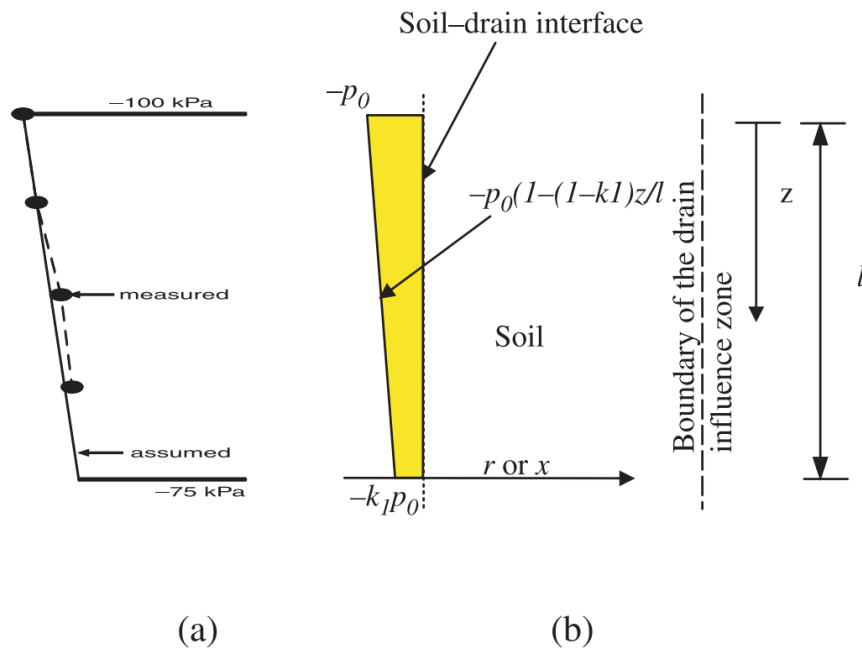 Soil–drain interface
–100 kPa
–p0
–p0(1–(1–k1)z/l
z
measured
Soil
l
Boundary of the drain
influence zone
assumed
–75 kPa
r or x
–k1p0
(a)
(b)